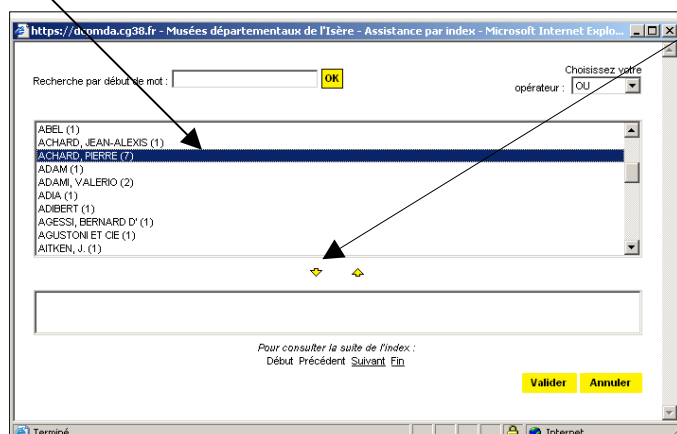 https://dcomda.cg38.fr - Musées départementaux de l'Isère - Assistance par index - Microsoft Internet Explo...
Choisissez votre
Recherche par début de mot :
OK
opérateur : OU
ABEL (1)
ACHARD, JEAN-ALEXIS (1)
ACHARD, PIERRE (7)
ADAM (1)
ADAMI, VALERIO (2)
ADIA (1)
ADIBERT (1)
AGESSI, BERNARD D' (1)
AGUSTONI ET CIE (1)
AITKEN, J. (1)
Pour consulter la suite de l'index :
Début Précédent Suivant Fin
Valider Annuler
Terminé Internet